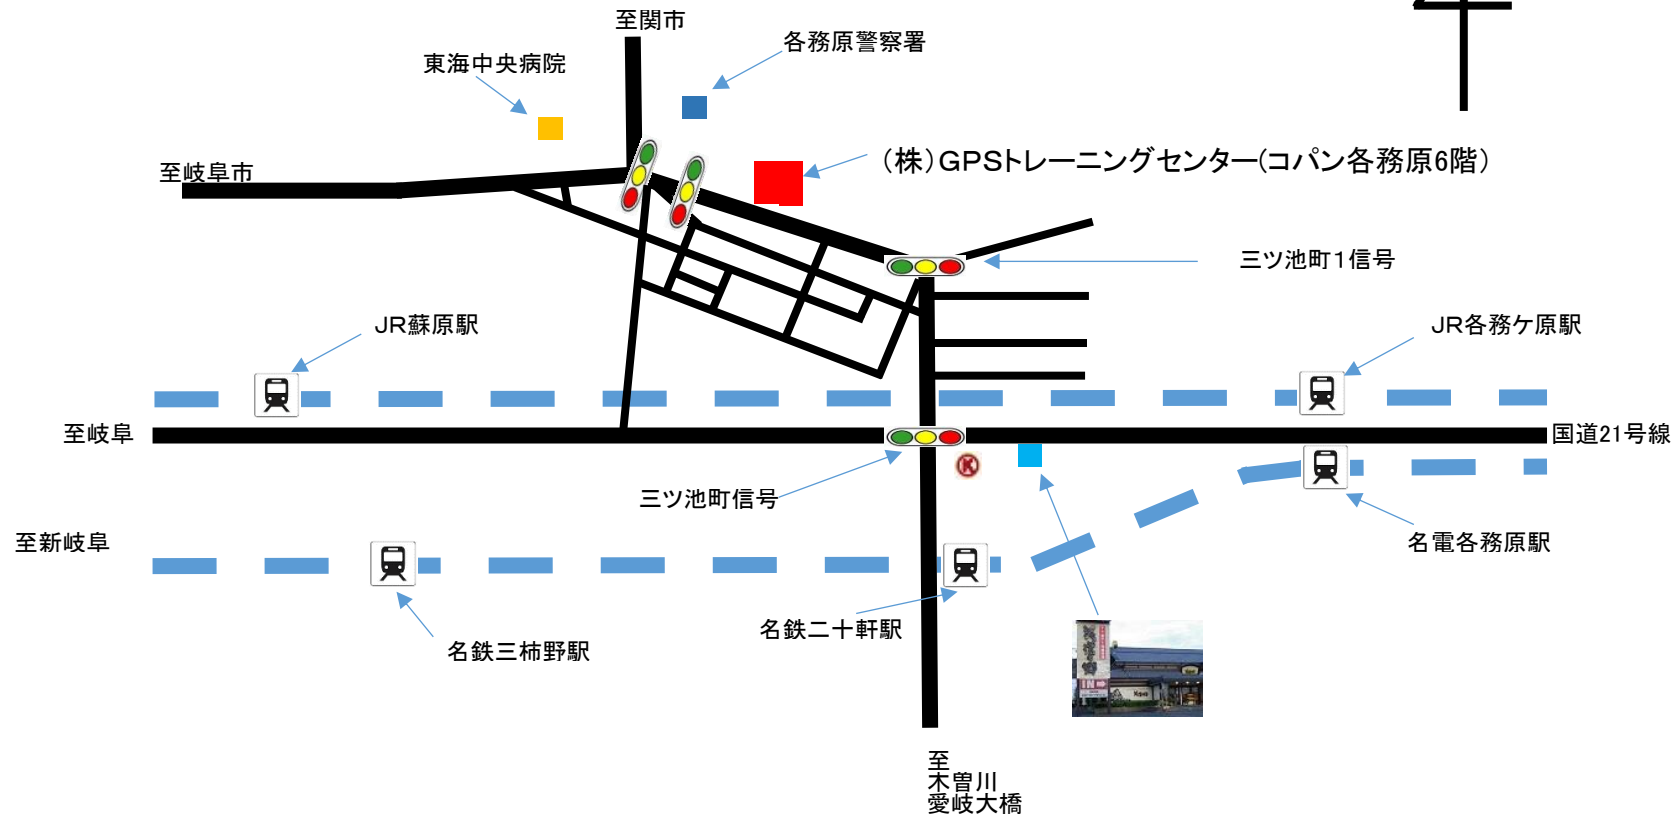 至関市
各務原警察署
東海中央病院
至岐阜市
(株)GPSトレーニングセンター(コパン各務原6階)
三ツ池町1信号
JR蘇原駅
JR各務ケ原駅
至岐阜
国道21号線
K
三ツ池町信号
至新岐阜
名電各務原駅
名鉄二十軒駅
名鉄三柿野駅
IN
至
木曽川
愛岐大橋